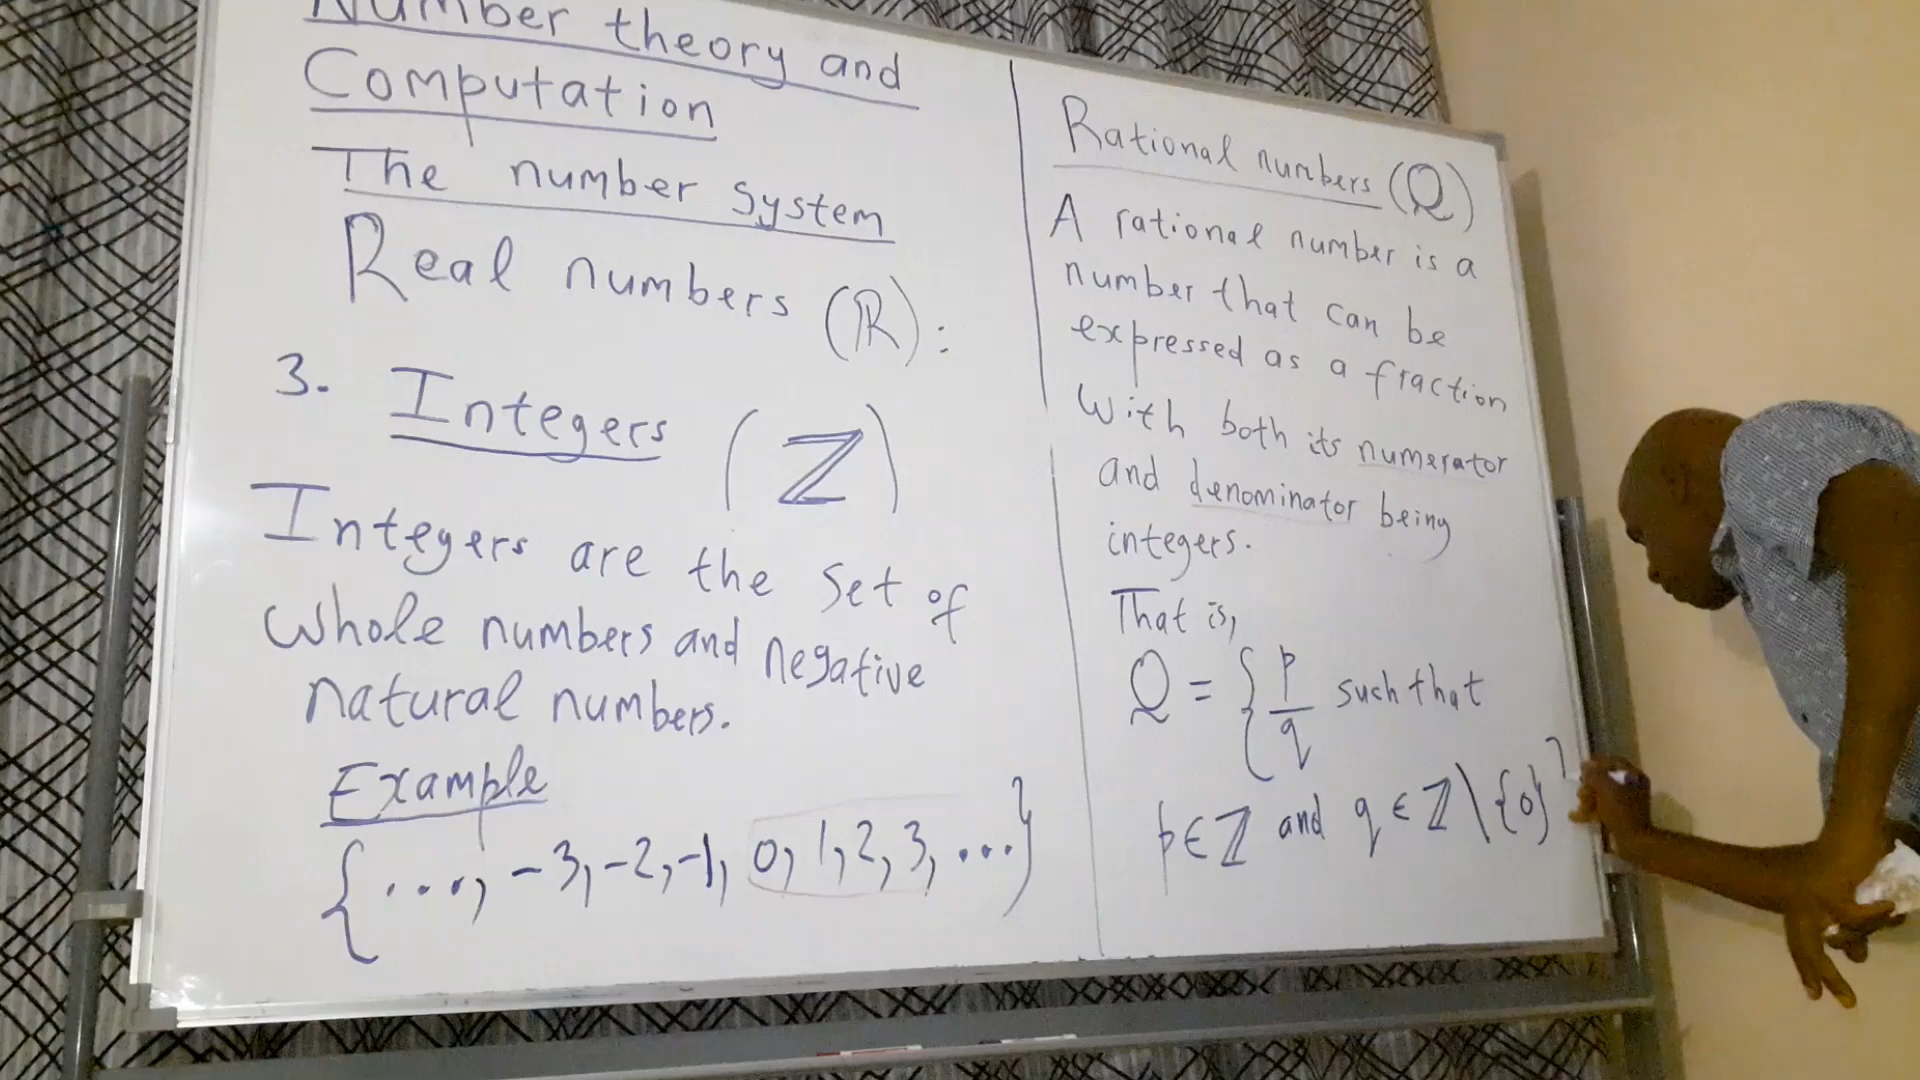 Number theory and
Computation
The number system
Real numbers (ℝ):
3. Integers (ℤ)
Integers are the set of
whole numbers and negative
natural numbers.
Example
{..., -3, -2, -1, 0, 1, 2, 3, ...}
Rational numbers (ℚ)
A rational number is a
number that can be
expressed as a fraction
with both its numerator
and denominator being
integers.
That is,
ℚ = { p/q such that
p ∈ ℤ and q ∈ ℤ \ {0}}